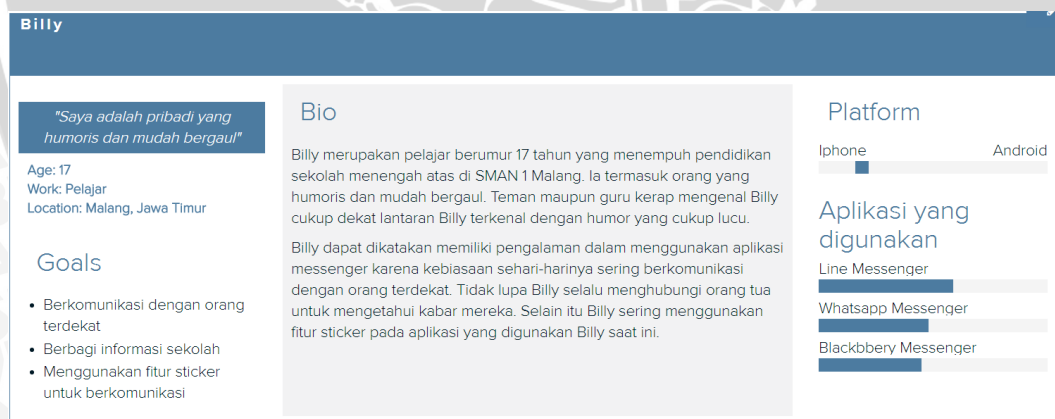 Billy
"Saya adalah pribadi yang
humoris dan mudah bergaul"
Age: 17
Work: Pelajar
Location: Malang, Jawa Timur
Goals
• Berkomunikasi dengan orang
terdekat
• Berbagi informasi sekolah
• Menggunakan fitur sticker
untuk berkomunikasi
Bio
Billy merupakan pelajar berumur 17 tahun yang menempuh pendidikan
sekolah menengah atas di SMAN 1 Malang. Ia termasuk orang yang
humoris dan mudah bergaul. Teman maupun guru kerap mengenal Billy
cukup dekat lantaran Billy terkenal dengan humor yang cukup lucu.
Billy dapat dikatakan memiliki pengalaman dalam menggunakan aplikasi
messenger karena kebiasaan sehari-harinya sering berkomunikasi
dengan orang terdekat. Tidak lupa Billy selalu menghubungi orang tua
untuk mengetahui kabar mereka. Selain itu Billy sering menggunakan
fitur sticker pada aplikasi yang digunakan Billy saat ini.
Platform
Iphone Android
Aplikasi yang
digunakan
Line Messenger
Whatsapp Messenger
Blackbbery Messenger